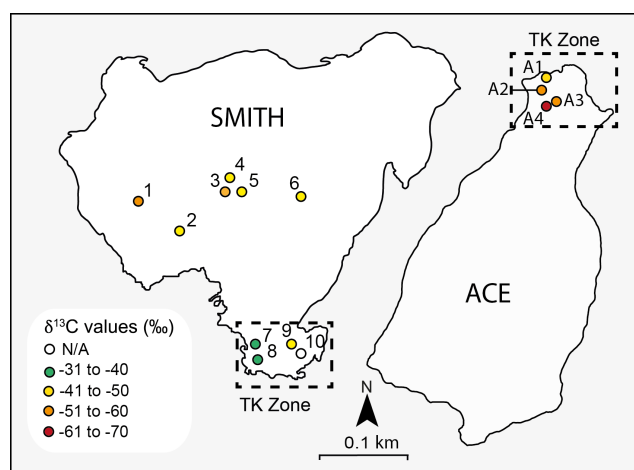 TK Zone
A1
A2
A3
A4
SMITH
4
3
5
1
6
2
ACE
δ¹³C values (‰)
N/A
-31 to -40
-41 to -50
-51 to -60
-61 to -70
7
9
10
8
TK Zone
N
0.1 km